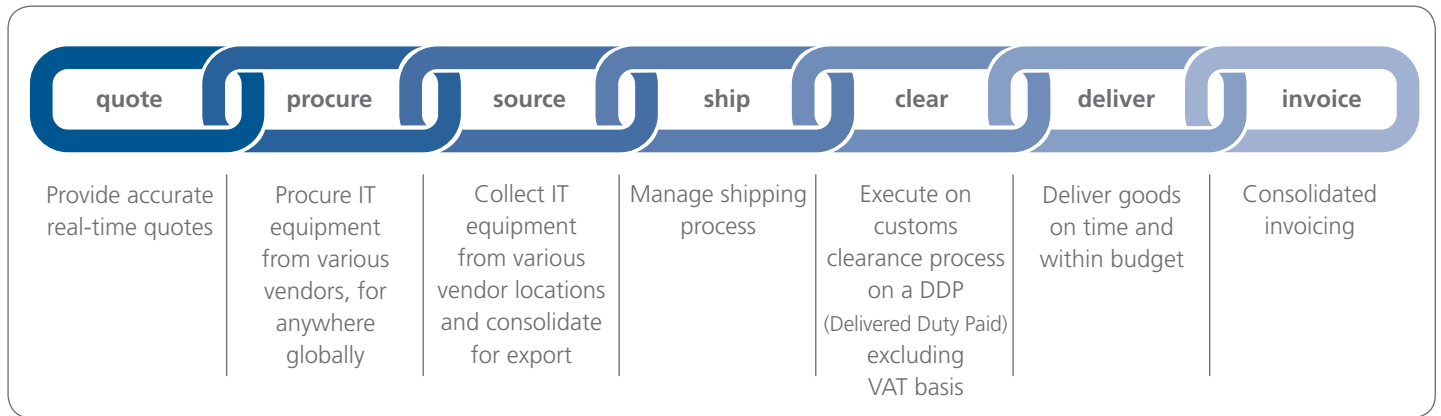 quote
procure
source
ship
clear
deliver
invoice
Provide accurate
real-time quotes
Procure IT
equipment
from various
vendors, for
anywhere
globally
Collect IT
equipment
from various
vendor locations
and consolidate
for export
Manage shipping
process
Execute on
customs
clearance process
on a DDP
(Delivered Duty Paid)
excluding
VAT basis
Deliver goods
on time and
within budget
Consolidated
invoicing